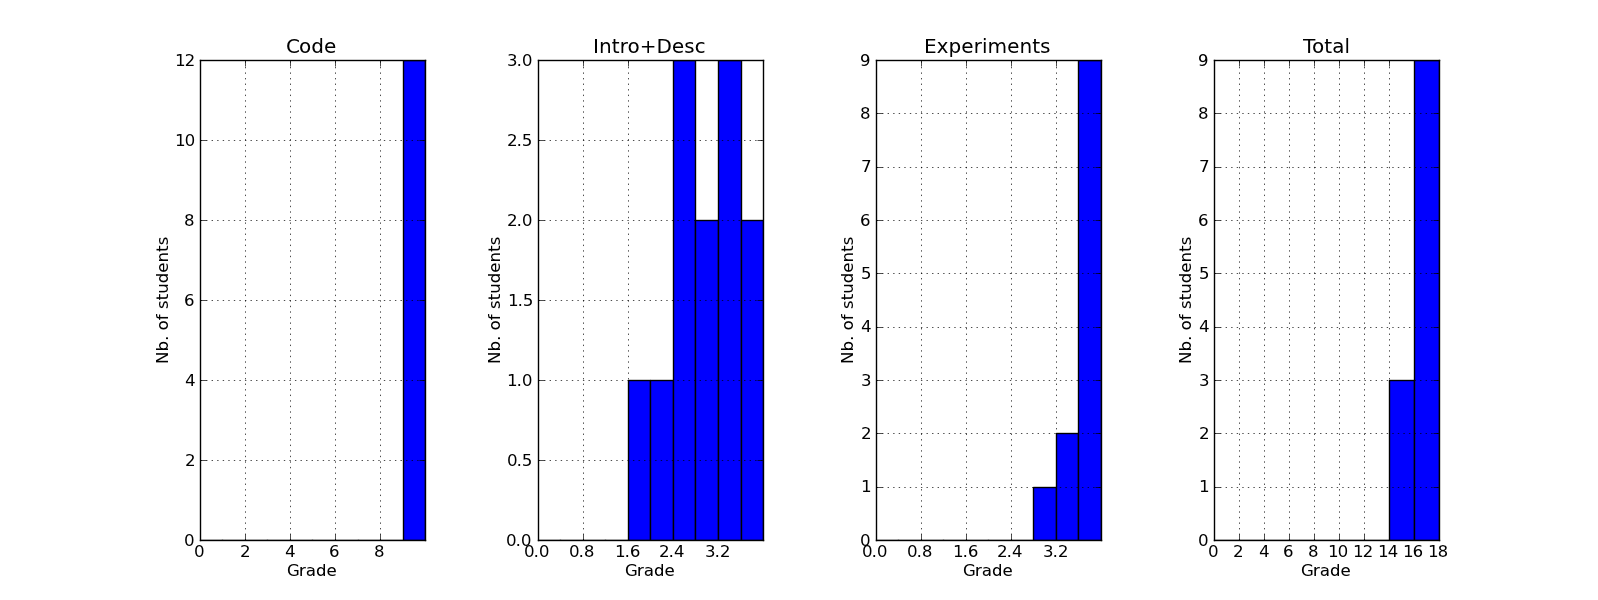 Code
12
10
8
6
4
2
0
Nb. of students
0 2 4 6 8
Grade
Intro+Desc
3.0
2.5
2.0
1.5
1.0
0.5
0.0
Nb. of students
0.0 0.8 1.6 2.4 3.2
Grade
Experiments
9
8
7
6
5
4
3
2
1
0
Nb. of students
0.0 0.8 1.6 2.4 3.2
Grade
Total
9
8
7
6
5
4
3
2
1
0
Nb. of students
0 2 4 6 8 10 12 14 16 18
Grade